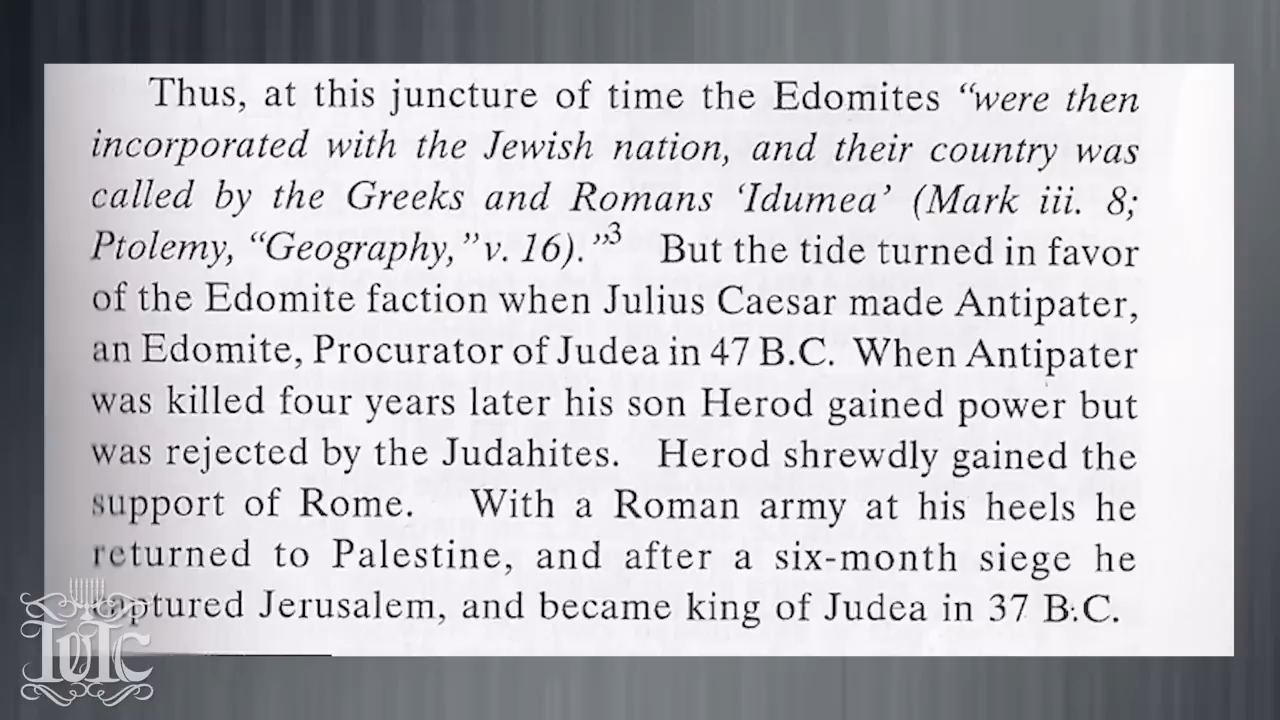 Thus, at this juncture of time the Edomites “were then
incorporated with the Jewish nation, and their country was
called by the Greeks and Romans ‘Idumea’ (Mark iii. 8;
Ptolemy, “Geography,” v. 16).”3 But the tide turned in favor
of the Edomite faction when Julius Caesar made Antipater,
an Edomite, Procurator of Judea in 47 B.C. When Antipater
was killed four years later his son Herod gained power but
was rejected by the Judahites. Herod shrewdly gained the
support of Rome. With a Roman army at his heels he
returned to Palestine, and after a six-month siege he
captured Jerusalem, and became king of Judea in 37 B.C.
IUIC